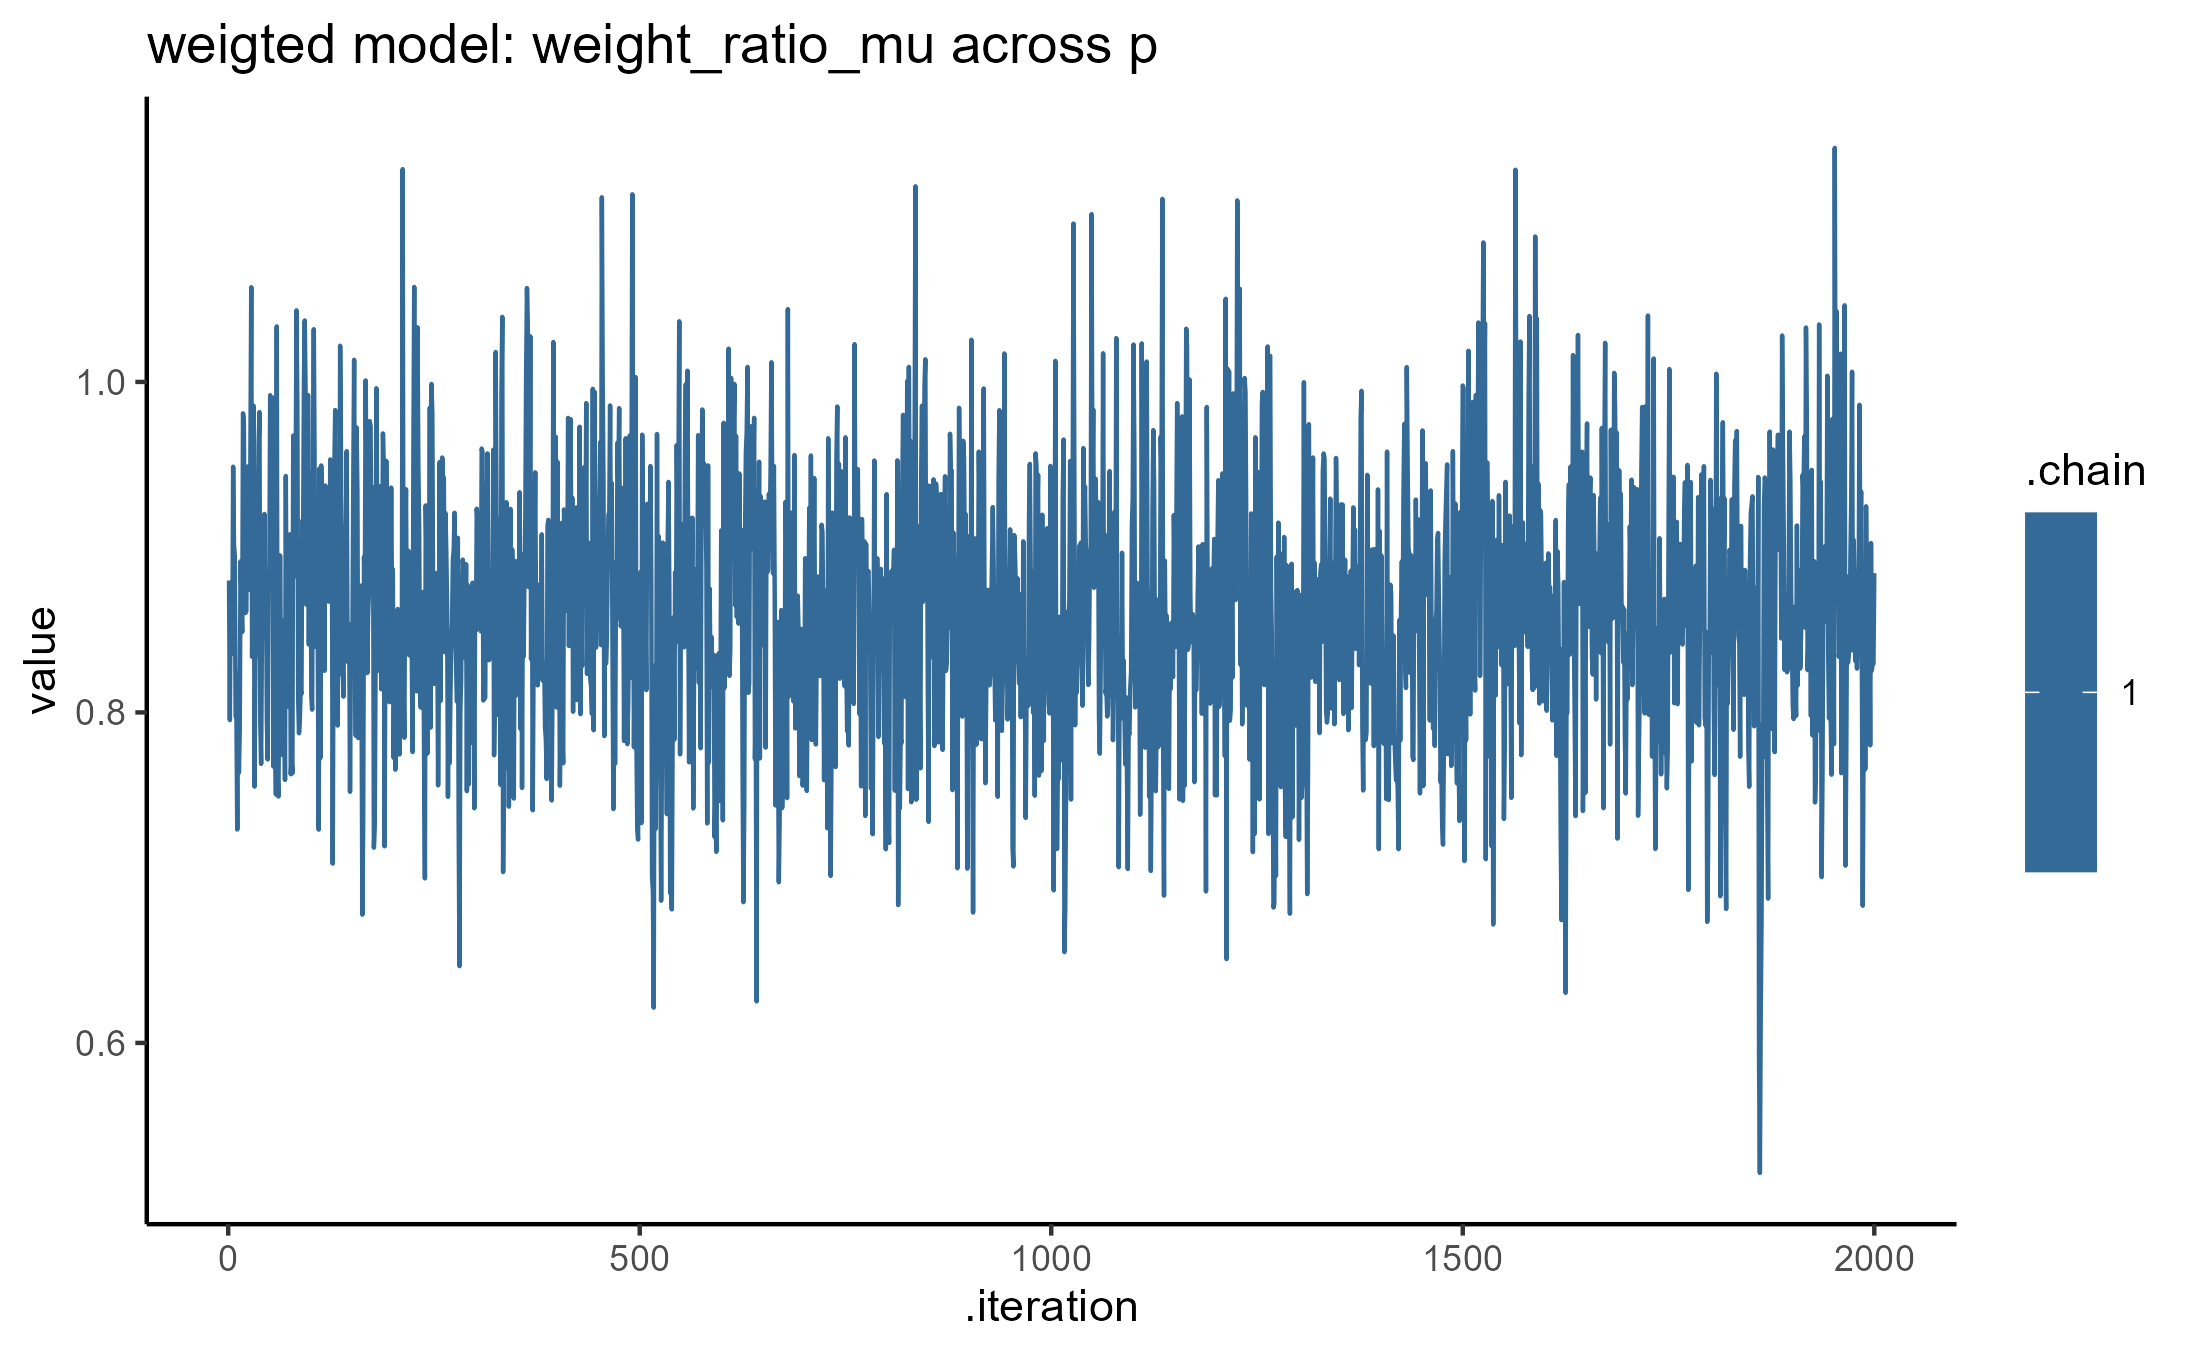 weigted model: weight_ratio_mu across p
value
1.0
0.8
0.6
0
500
1000
1500
2000
.iteration
.chain
1